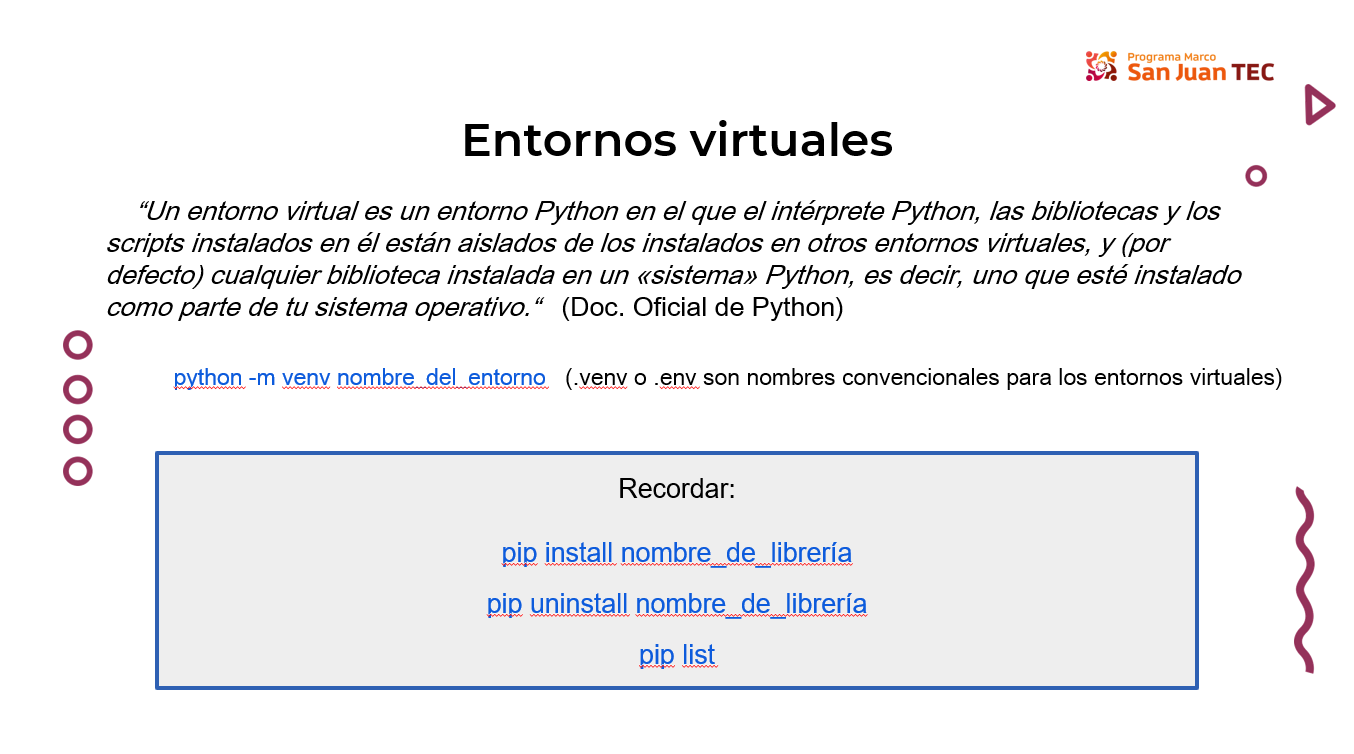 Programa Marco
San Juan TEC
Entornos virtuales
“Un entorno virtual es un entorno Python en el que el intérprete Python, las bibliotecas y los
scripts instalados en él están aislados de los instalados en otros entornos virtuales, y (por
defecto) cualquier biblioteca instalada en un «sistema» Python, es decir, uno que esté instalado
como parte de tu sistema operativo.“ (Doc. Oficial de Python)
python -m venv nombre_del_entorno (.venv o .env son nombres convencionales para los entornos virtuales)
Recordar:
pip install nombre_de_librería
pip uninstall nombre_de_librería
pip list